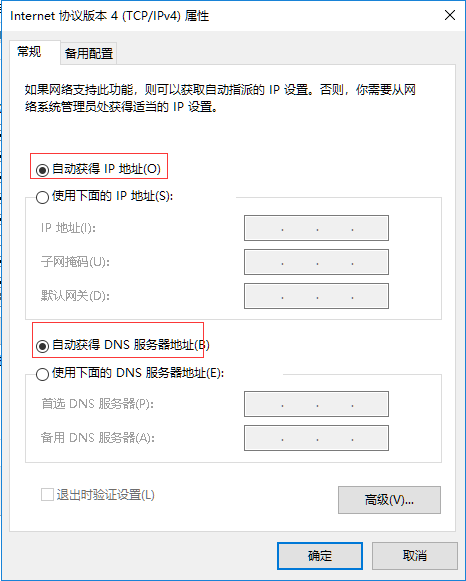 Internet 协议版本 4 (TCP/IPv4) 属性
常规
备用配置
如果网络支持此功能，则可以获取自动指派的 IP 设置。否则，你需要从网
络系统管理员处获得适当的 IP 设置。
自动获得 IP 地址(O)
使用下面的 IP 地址(S):
IP 地址(I):
子网掩码(U):
默认网关(D):
自动获得 DNS 服务器地址(B)
使用下面的 DNS 服务器地址(E):
首选 DNS 服务器(P):
备用 DNS 服务器(A):
退出时验证设置(L)
高级(V)...
确定
取消